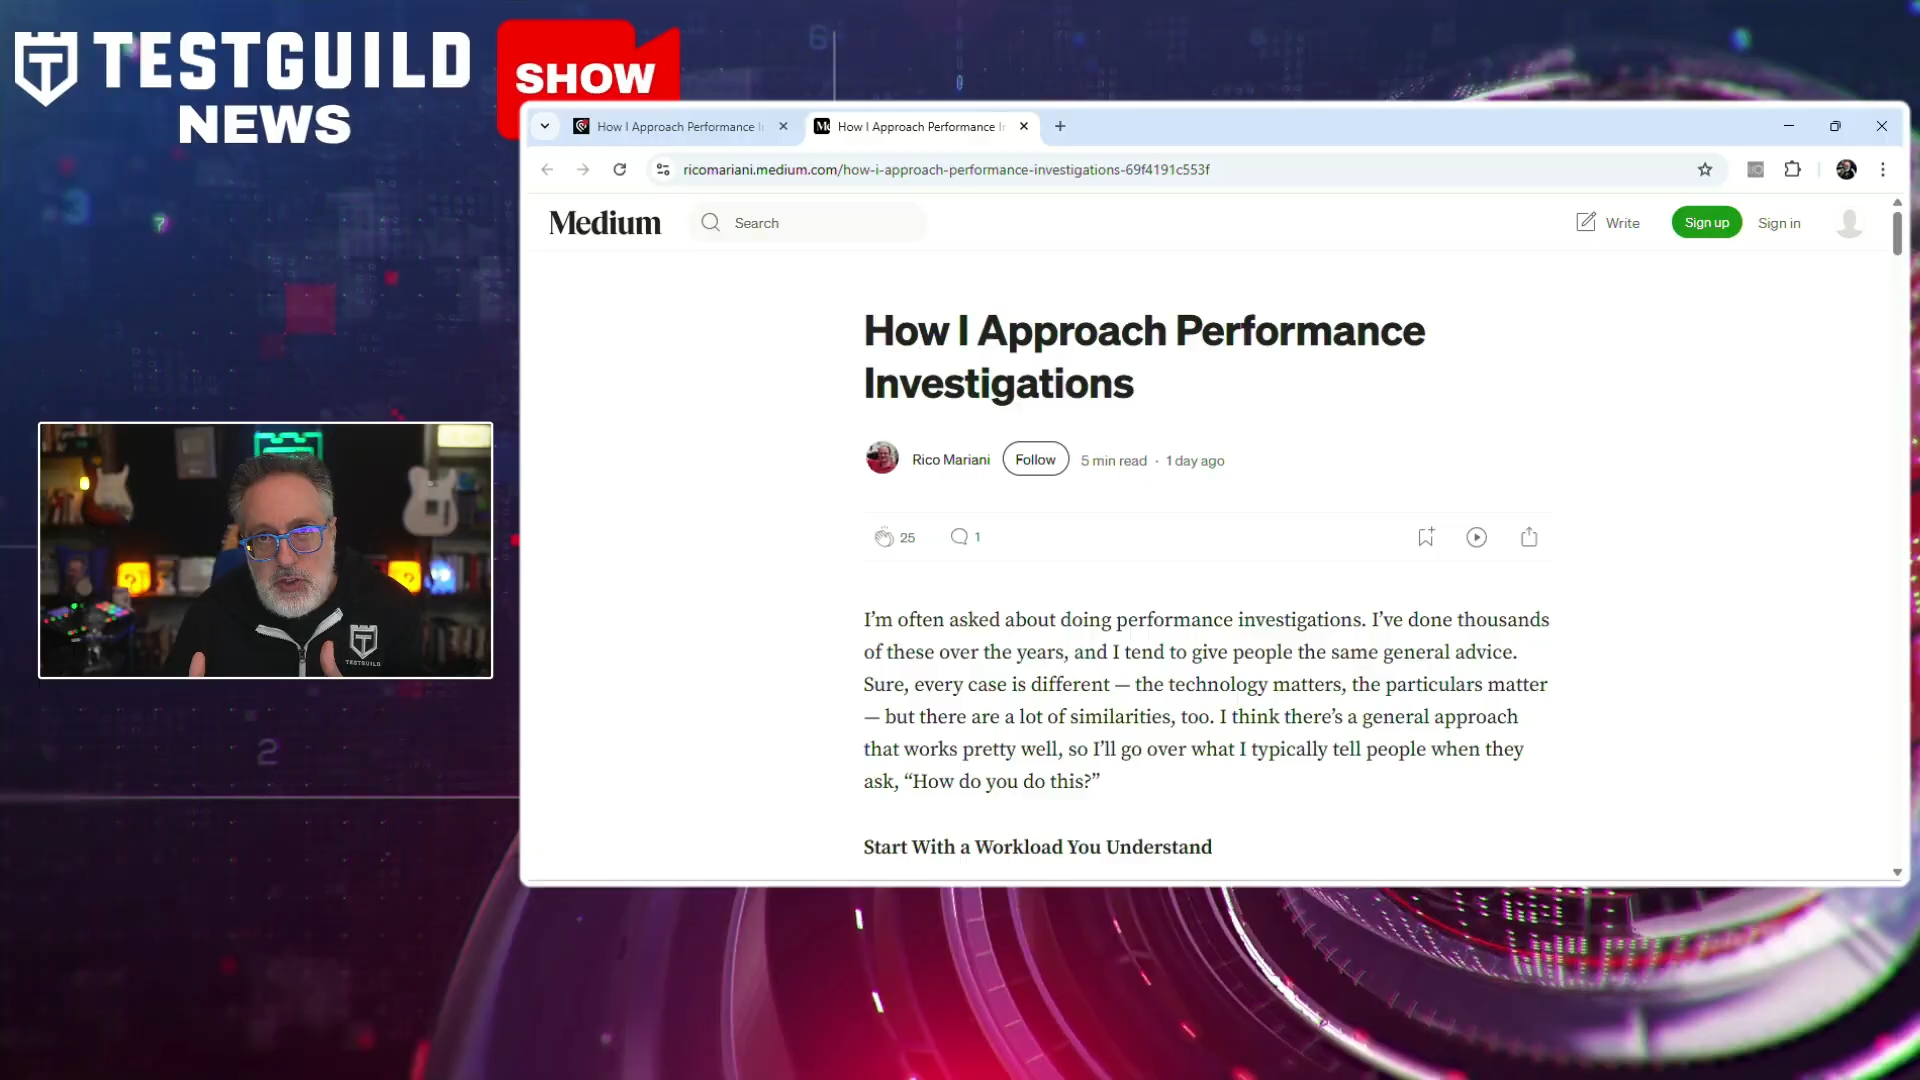 TESTGUILD
NEWS
SHOW
How I Approach Performance I
How I Approach Performance In
ricomariani.medium.com/how-i-approach-performance-investigations-69f4191c553f
Medium
Search
Write
Sign up
Sign in
How I Approach Performance
Investigations
Rico Mariani
Follow
5 min read · 1 day ago
25
1
I’m often asked about doing performance investigations. I’ve done thousands
of these over the years, and I tend to give people the same general advice.
Sure, every case is different — the technology matters, the particulars matter
— but there are a lot of similarities, too. I think there’s a general approach
that works pretty well, so I’ll go over what I typically tell people when they
ask, “How do you do this?”
Start With a Workload You Understand
TESTGUILD